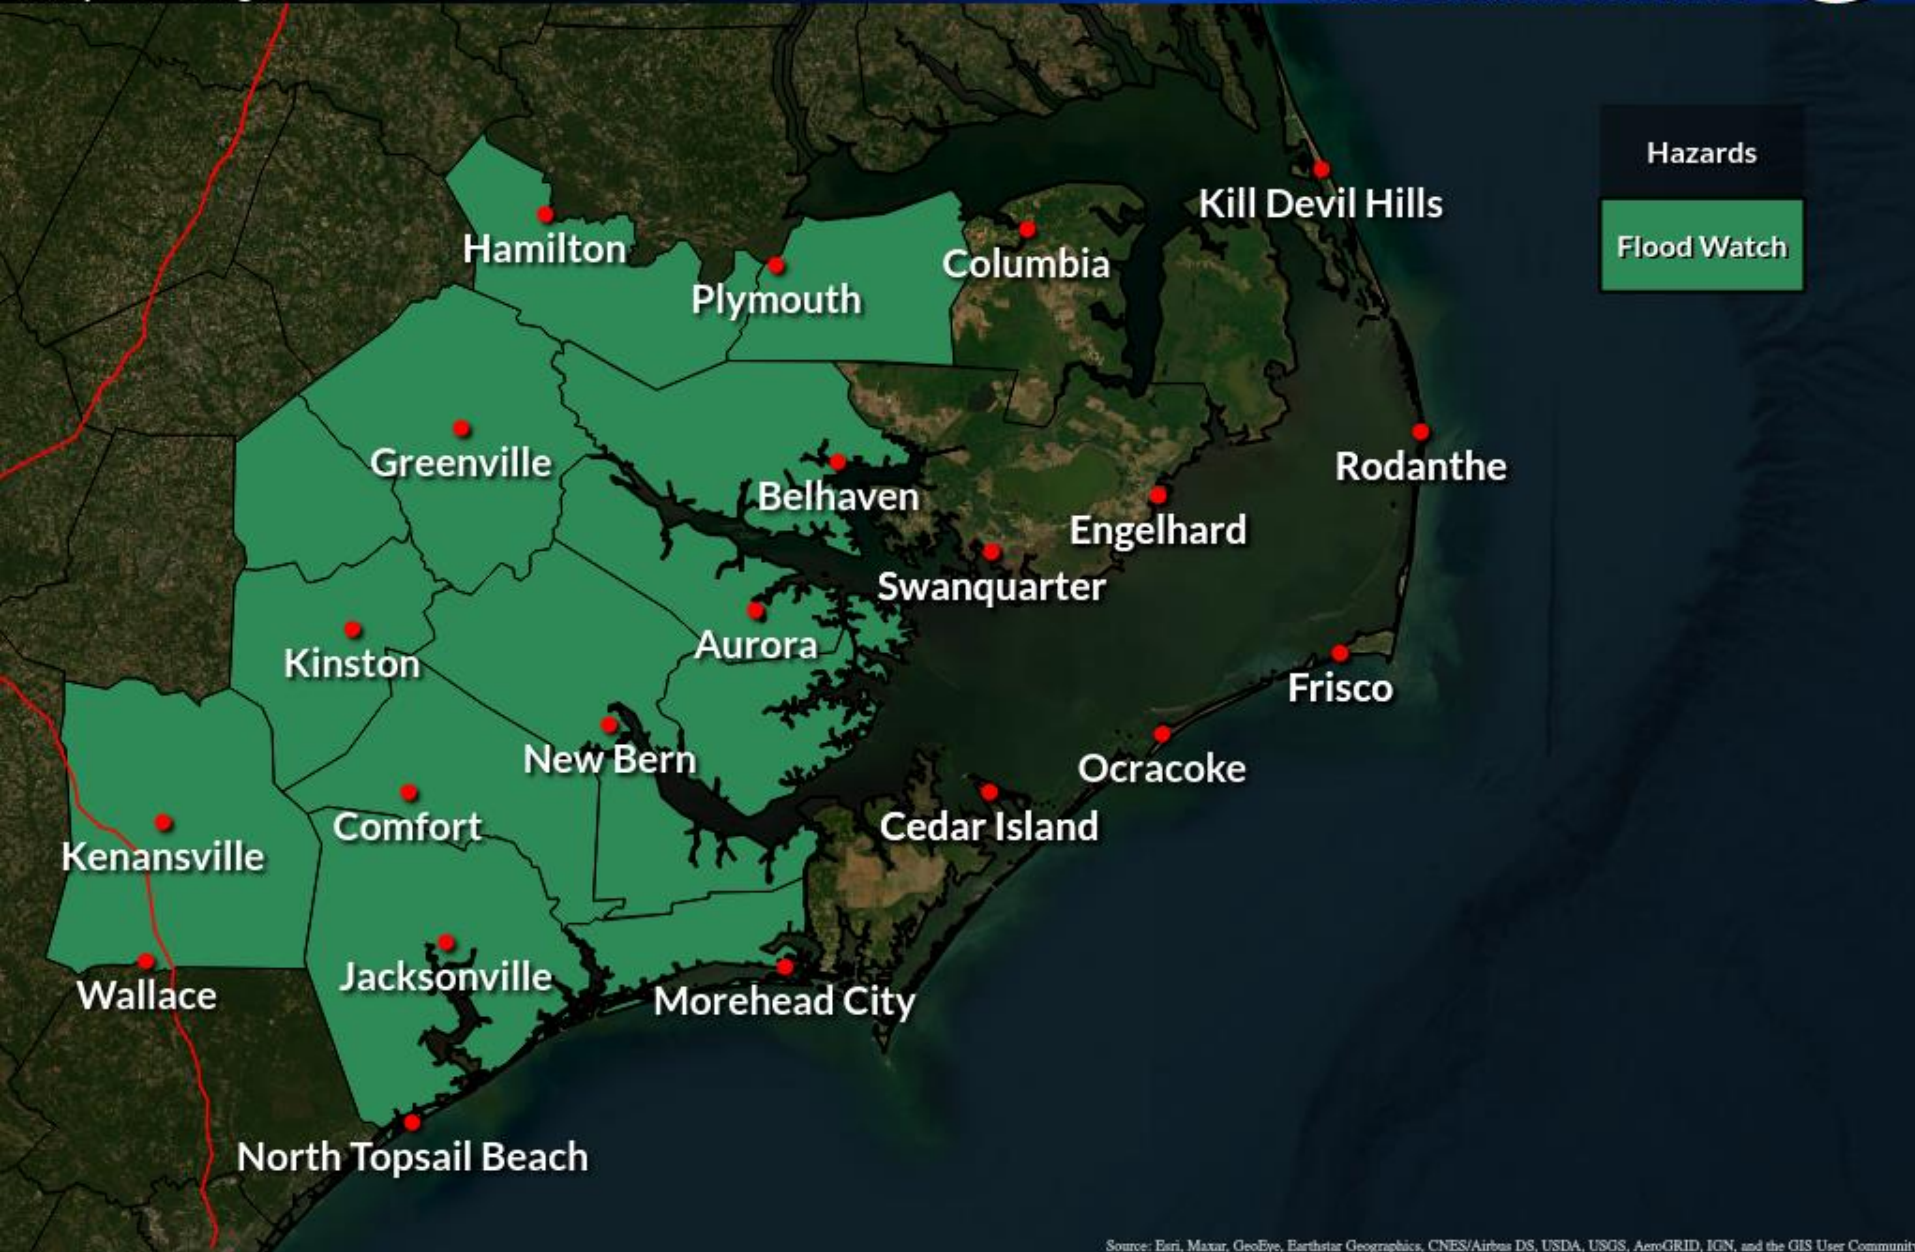 Hazards
Kill Devil Hills
Flood Watch
Hamilton
Columbia
Plymouth
Greenville
Rodanthe
Belhaven
Engelhard
Swanquarter
Aurora
Kinston
Frisco
New Bern
Ocracoke
Comfort
Cedar Island
Kenansville
Jacksonville
Wallace
Morehead City
North Topsail Beach
Source: Esri, Maxar, GeoEye, Earthstar Geographics, CNES/Airbus DS, USDA, USGS, AeroGRID, IGN, and the GIS User Communit